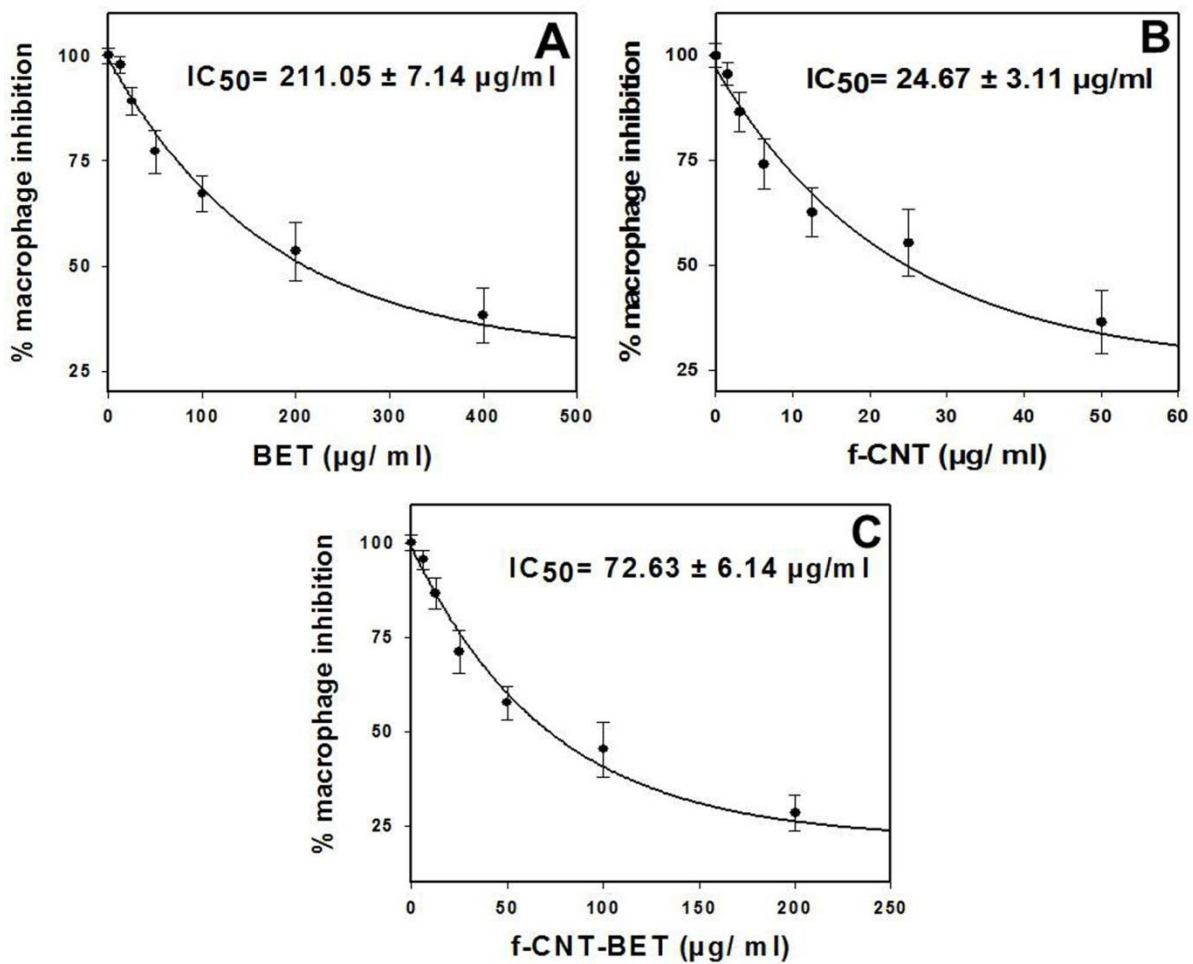 A
IC50= 211.05 ± 7.14 µg/ml
% macrophage inhibition
100
75
50
25
0 100 200 300 400 500
BET (µg/ ml)
B
IC50= 24.67 ± 3.11 µg/ml
% macrophage inhibition
100
75
50
25
0 10 20 30 40 50 60
f-CNT (µg/ ml)
C
IC50= 72.63 ± 6.14 µg/ml
% macrophage inhibition
100
75
50
25
0 50 100 150 200 250
f-CNT-BET (µg/ ml)